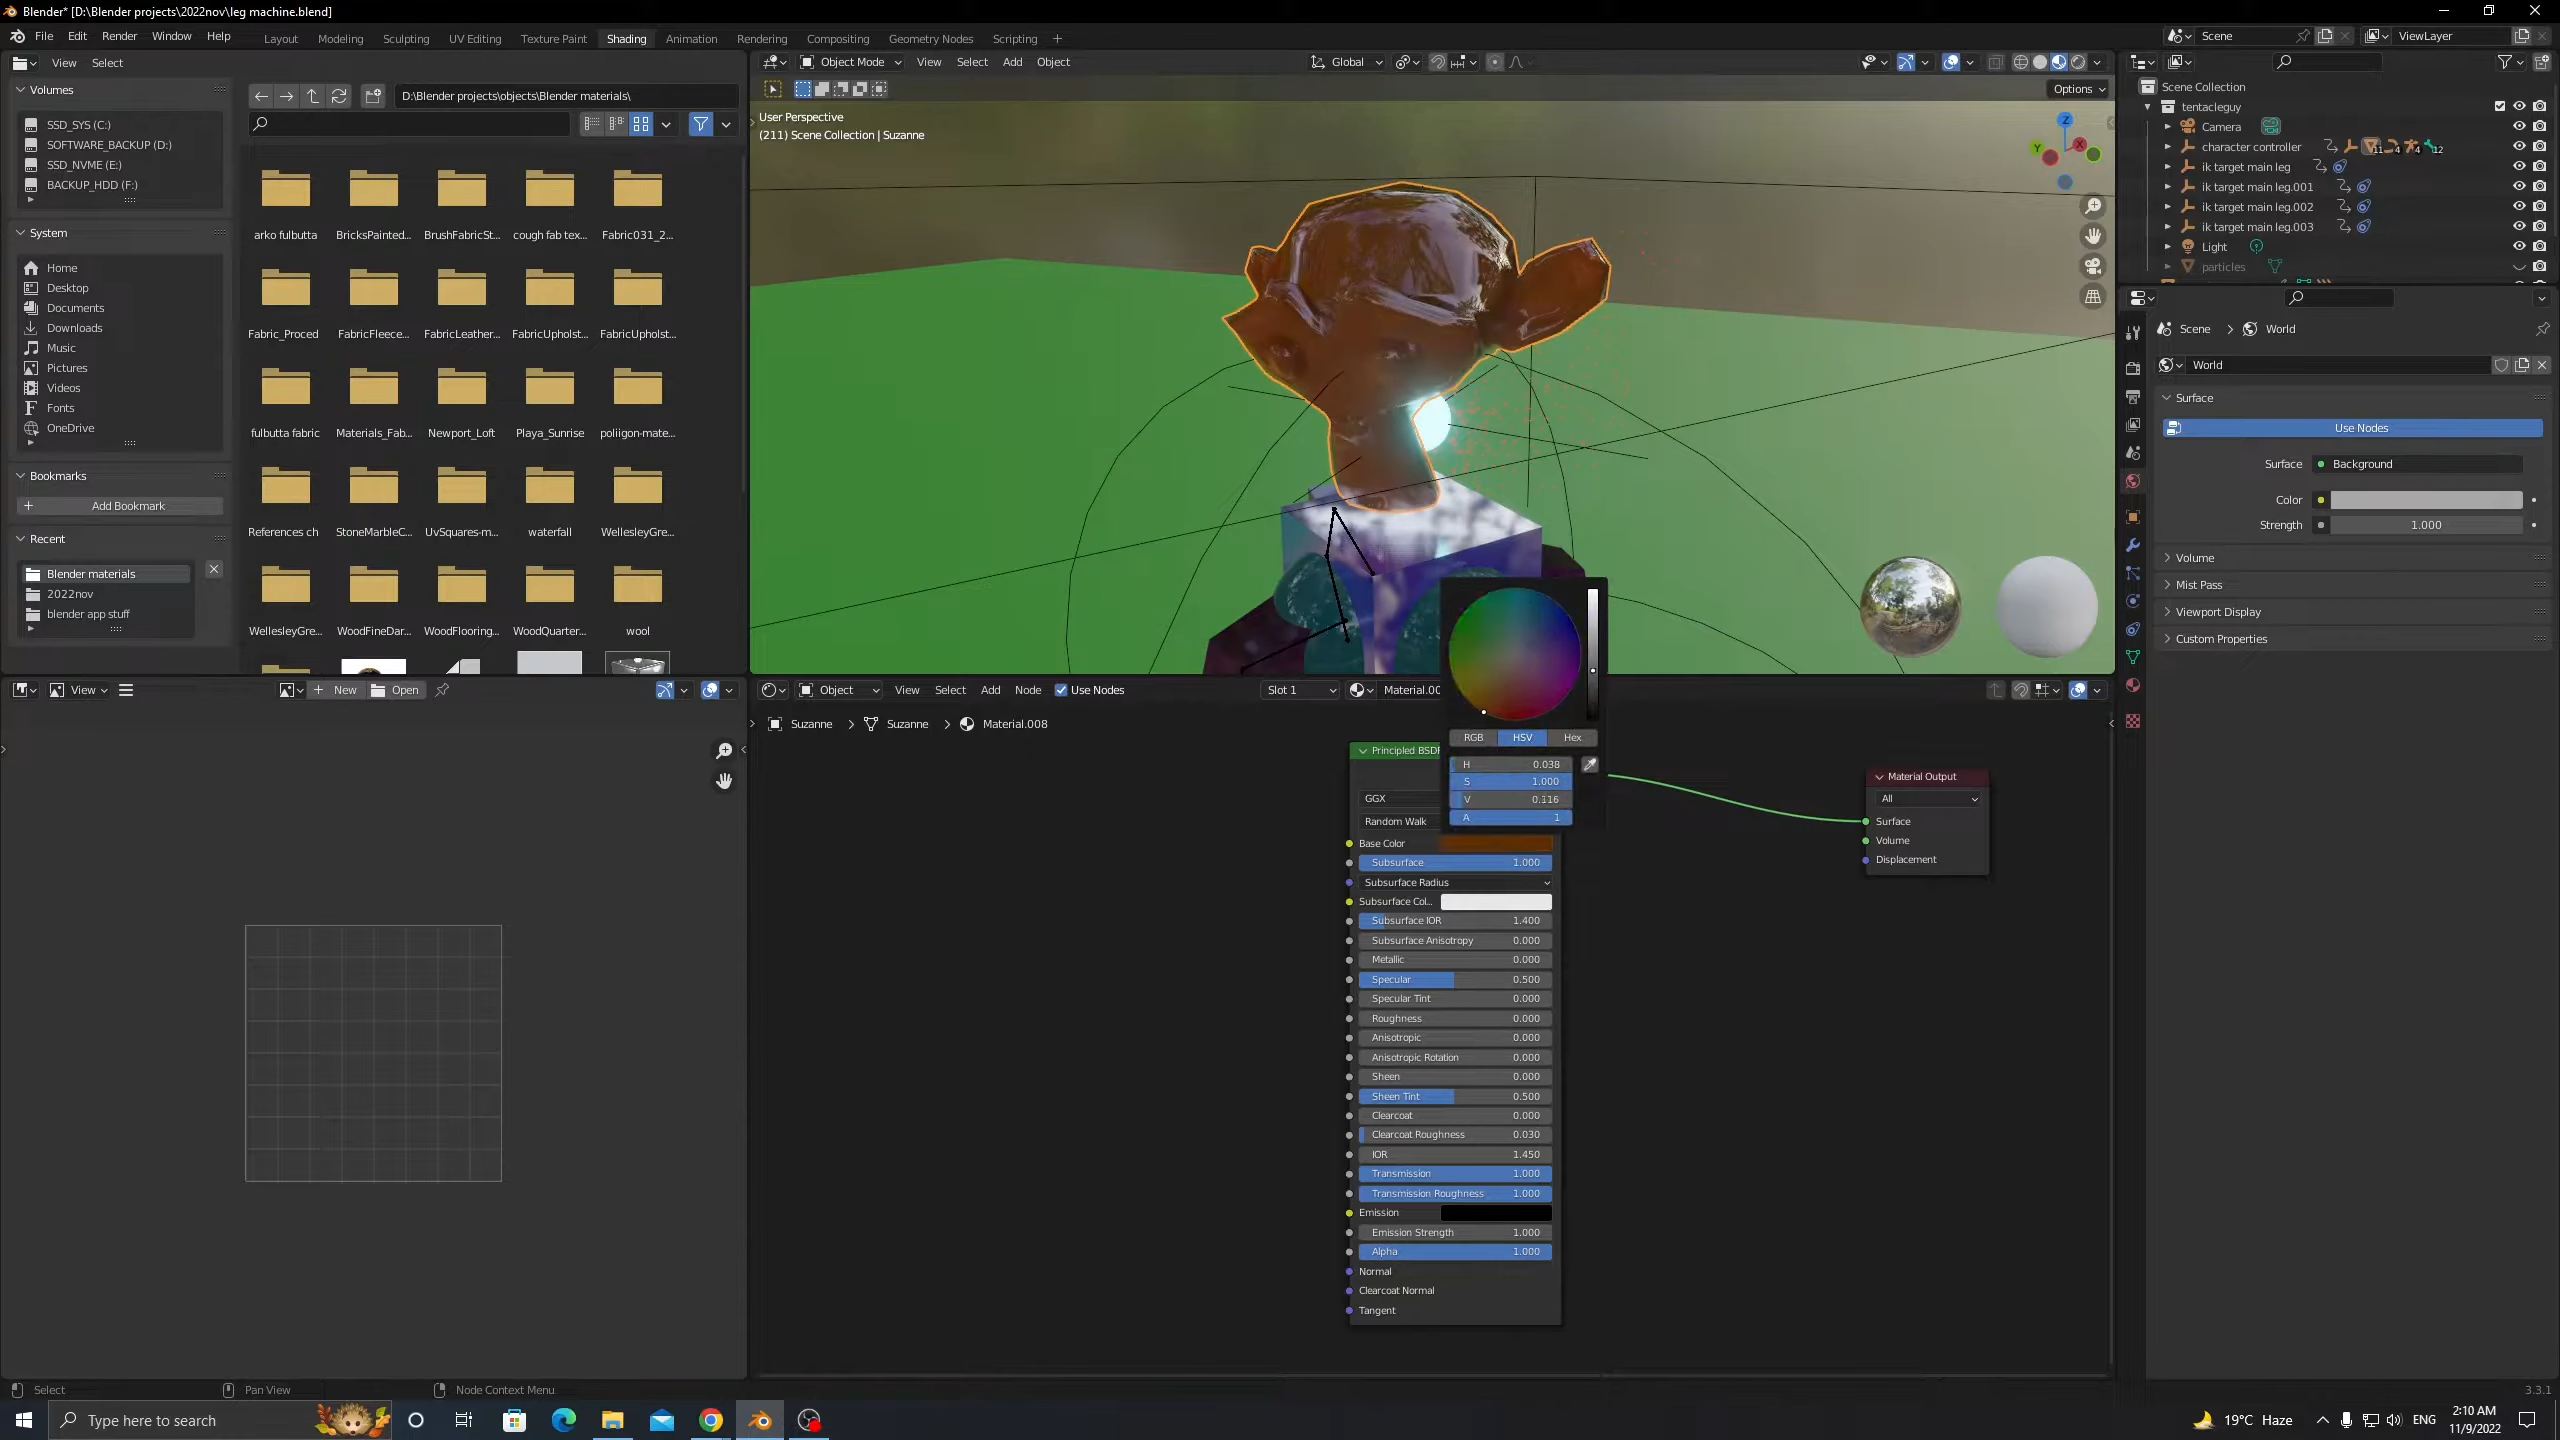 Blender* [D:\Blender projects\2022nov\leg machine.blend]
File Edit Render Window Help
Layout Modeling Sculpting UV Editing Texture Paint Shading Animation Rendering Compositing Geometry Nodes Scripting +
Scene
ViewLayer
View Select
Volumes
SSD_SYS (C:)
SOFTWARE_BACKUP (D:)
SSD_NVME (E:)
BACKUP_HDD (F:)
System
Home
Desktop
Documents
Downloads
Music
Pictures
Videos
Fonts
OneDrive
Bookmarks
Add Bookmark
Recent
Blender materials
2022nov
blender app stuff
D:\Blender projects\objects\Blender materials\
arko fulbutta BricksPainted... BrushFabricSt... cough fab tex... Fabric031_2...
Fabric_Proced FabricFleece... FabricLeather... FabricUpholst... FabricUpholst...
fulbutta fabric Materials_Fab... Newport_Loft Playa_Sunrise poliigon-mate...
References ch StoneMarbleC... UvSquares-m... waterfall WellesleyGre...
WellesleyGre... WoodFineDar... WoodFlooring... WoodQuarter... wool
Object Mode View Select Add Object Global
Options
User Perspective
(211) Scene Collection | Suzanne
Z
Y
X
Scene Collection
tentacleguy
Camera
character controller 11 4 4 12
ik target main leg
ik target main leg.001
ik target main leg.002
ik target main leg.003
Light
particles
Scene > World
World
Surface
Use Nodes
Surface Background
Color
Strength 1.000
Volume
Mist Pass
Viewport Display
Custom Properties
View New Open
Object View Select Add Node Use Nodes Slot 1 Material.00
Suzanne > Suzanne > Material.008
RGB HSV Hex
H 0.038
S 1.000
V 0.116
A 1
Principled BSDF
GGX
Random Walk
Base Color
Subsurface 1.000
Subsurface Radius
Subsurface Col...
Subsurface IOR 1.400
Subsurface Anisotropy 0.000
Metallic 0.000
Specular 0.500
Specular Tint 0.000
Roughness 0.000
Anisotropic 0.000
Anisotropic Rotation 0.000
Sheen 0.000
Sheen Tint 0.500
Clearcoat 0.000
Clearcoat Roughness 0.030
IOR 1.450
Transmission 1.000
Transmission Roughness 1.000
Emission
Emission Strength 1.000
Alpha 1.000
Normal
Clearcoat Normal
Tangent
Material Output
All
Surface
Volume
Displacement
Select Pan View Node Context Menu
3.3.1
Type here to search
19°C Haze
ENG
2:10 AM
11/9/2022